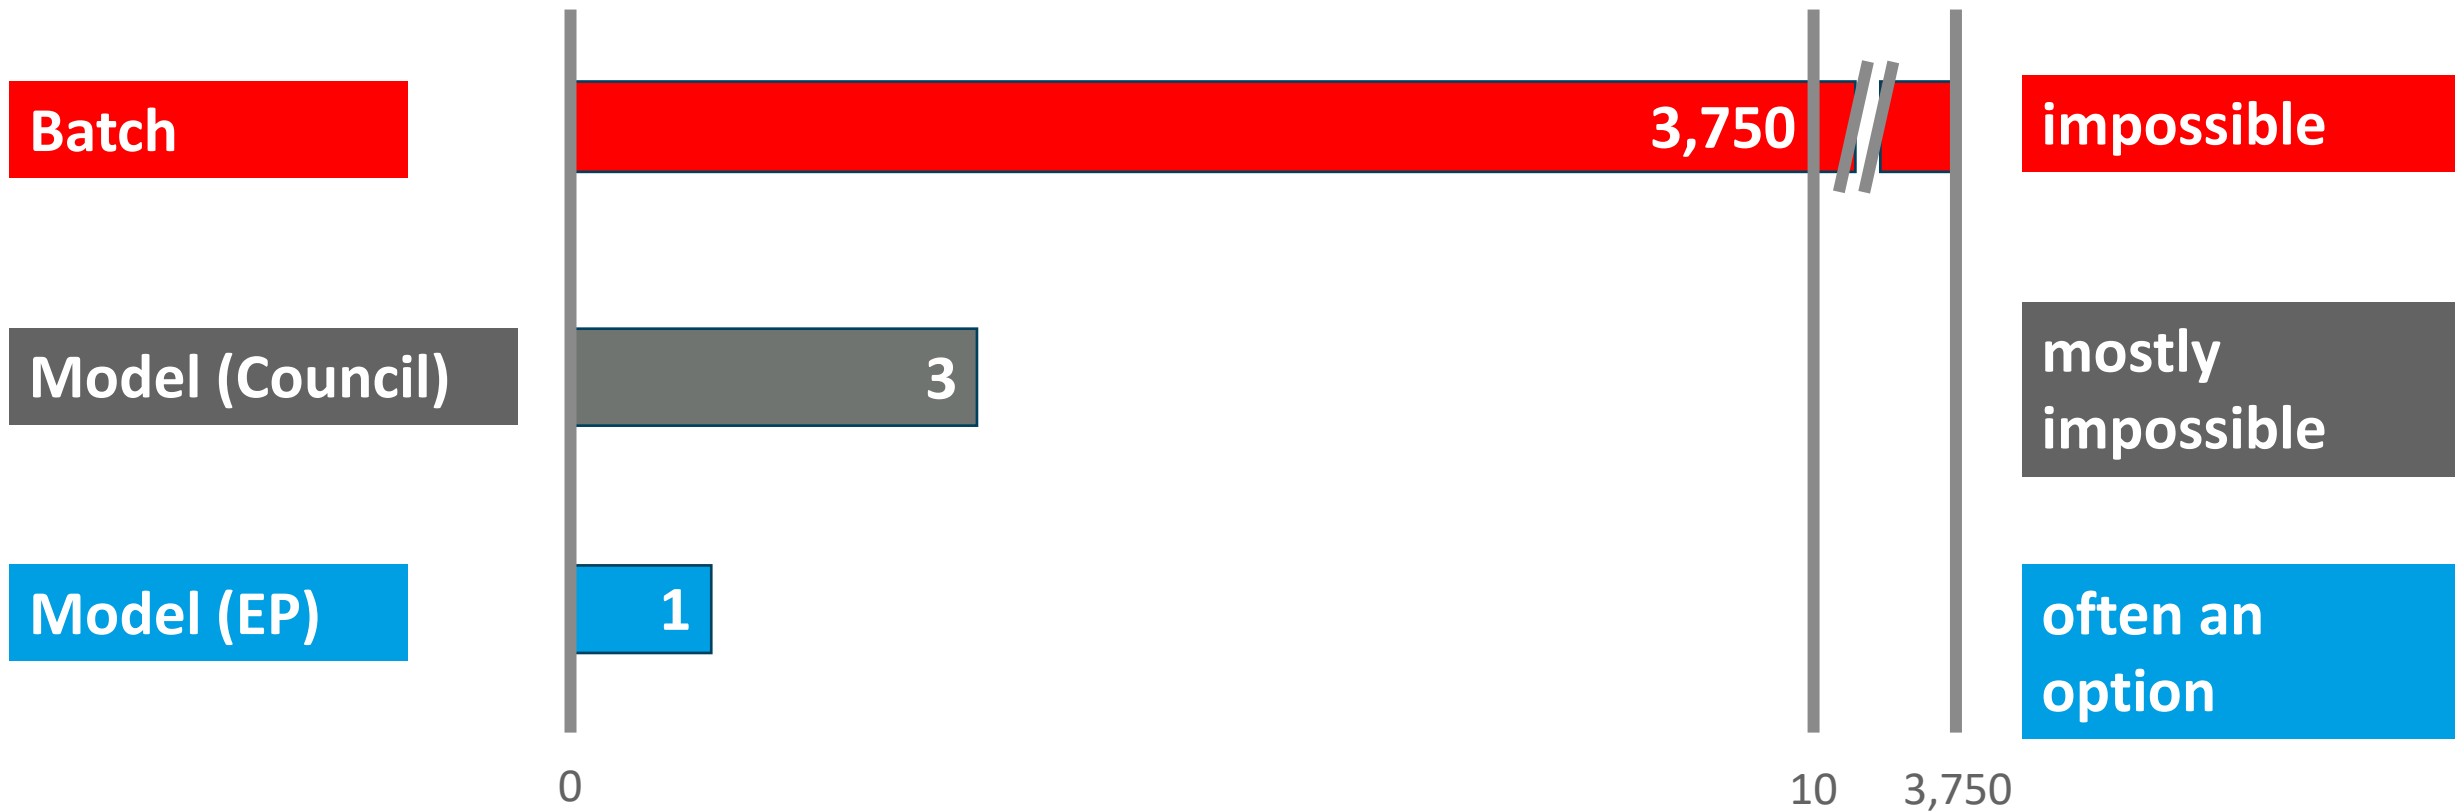 Batch
3,750
impossible
Model (Council)
3
mostly
impossible
Model (EP)
1
often an
option
0
10
3,750